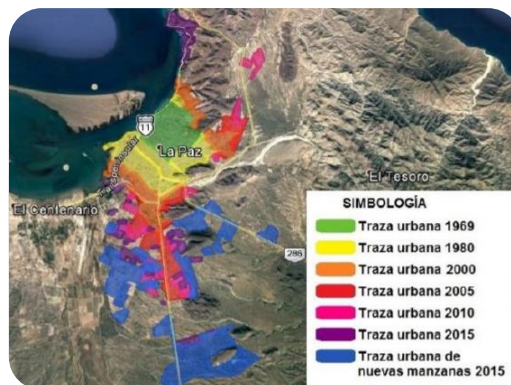 11
La Paz
Transpeninsular
El Tesoro
El Centenario
286
SIMBOLOGÍA
Traza urbana 1969
Traza urbana 1980
Traza urbana 2000
Traza urbana 2005
Traza urbana 2010
Traza urbana 2015
Traza urbana de
nuevas manzanas 2015